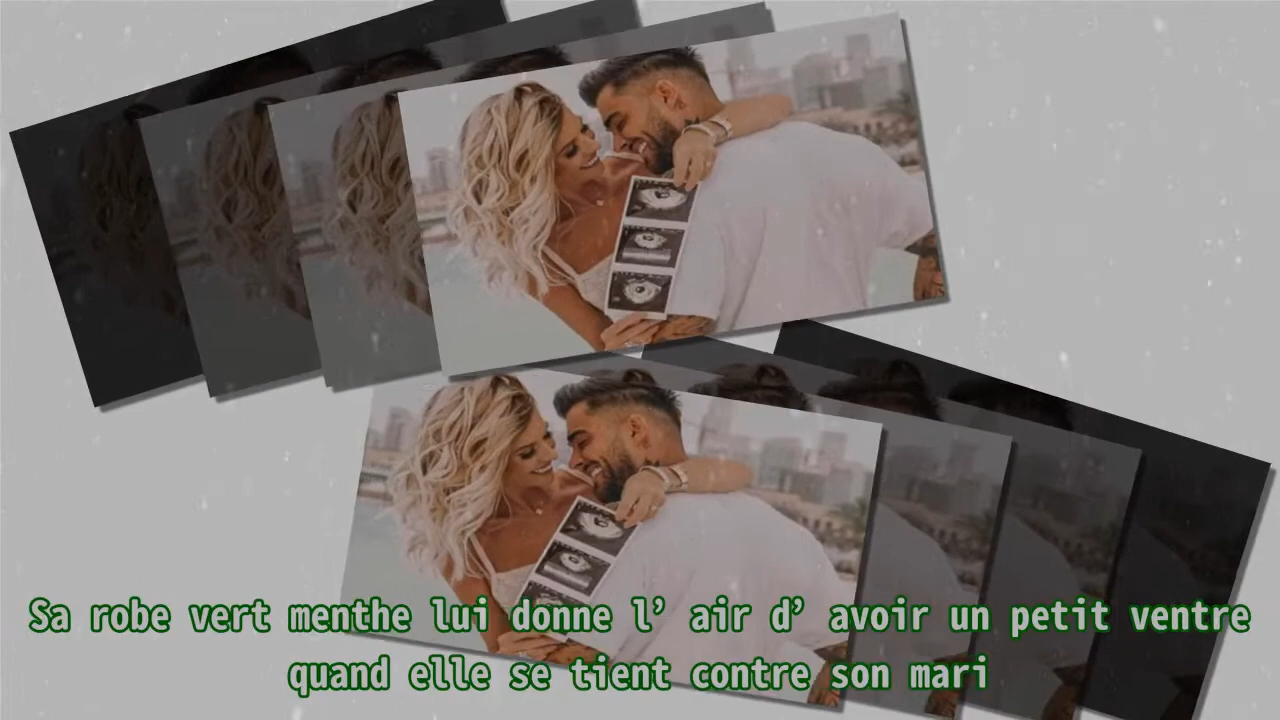 Sa robe vert menthe lui donne l’ air d’ avoir un petit ventre
quand elle se tient contre son mari